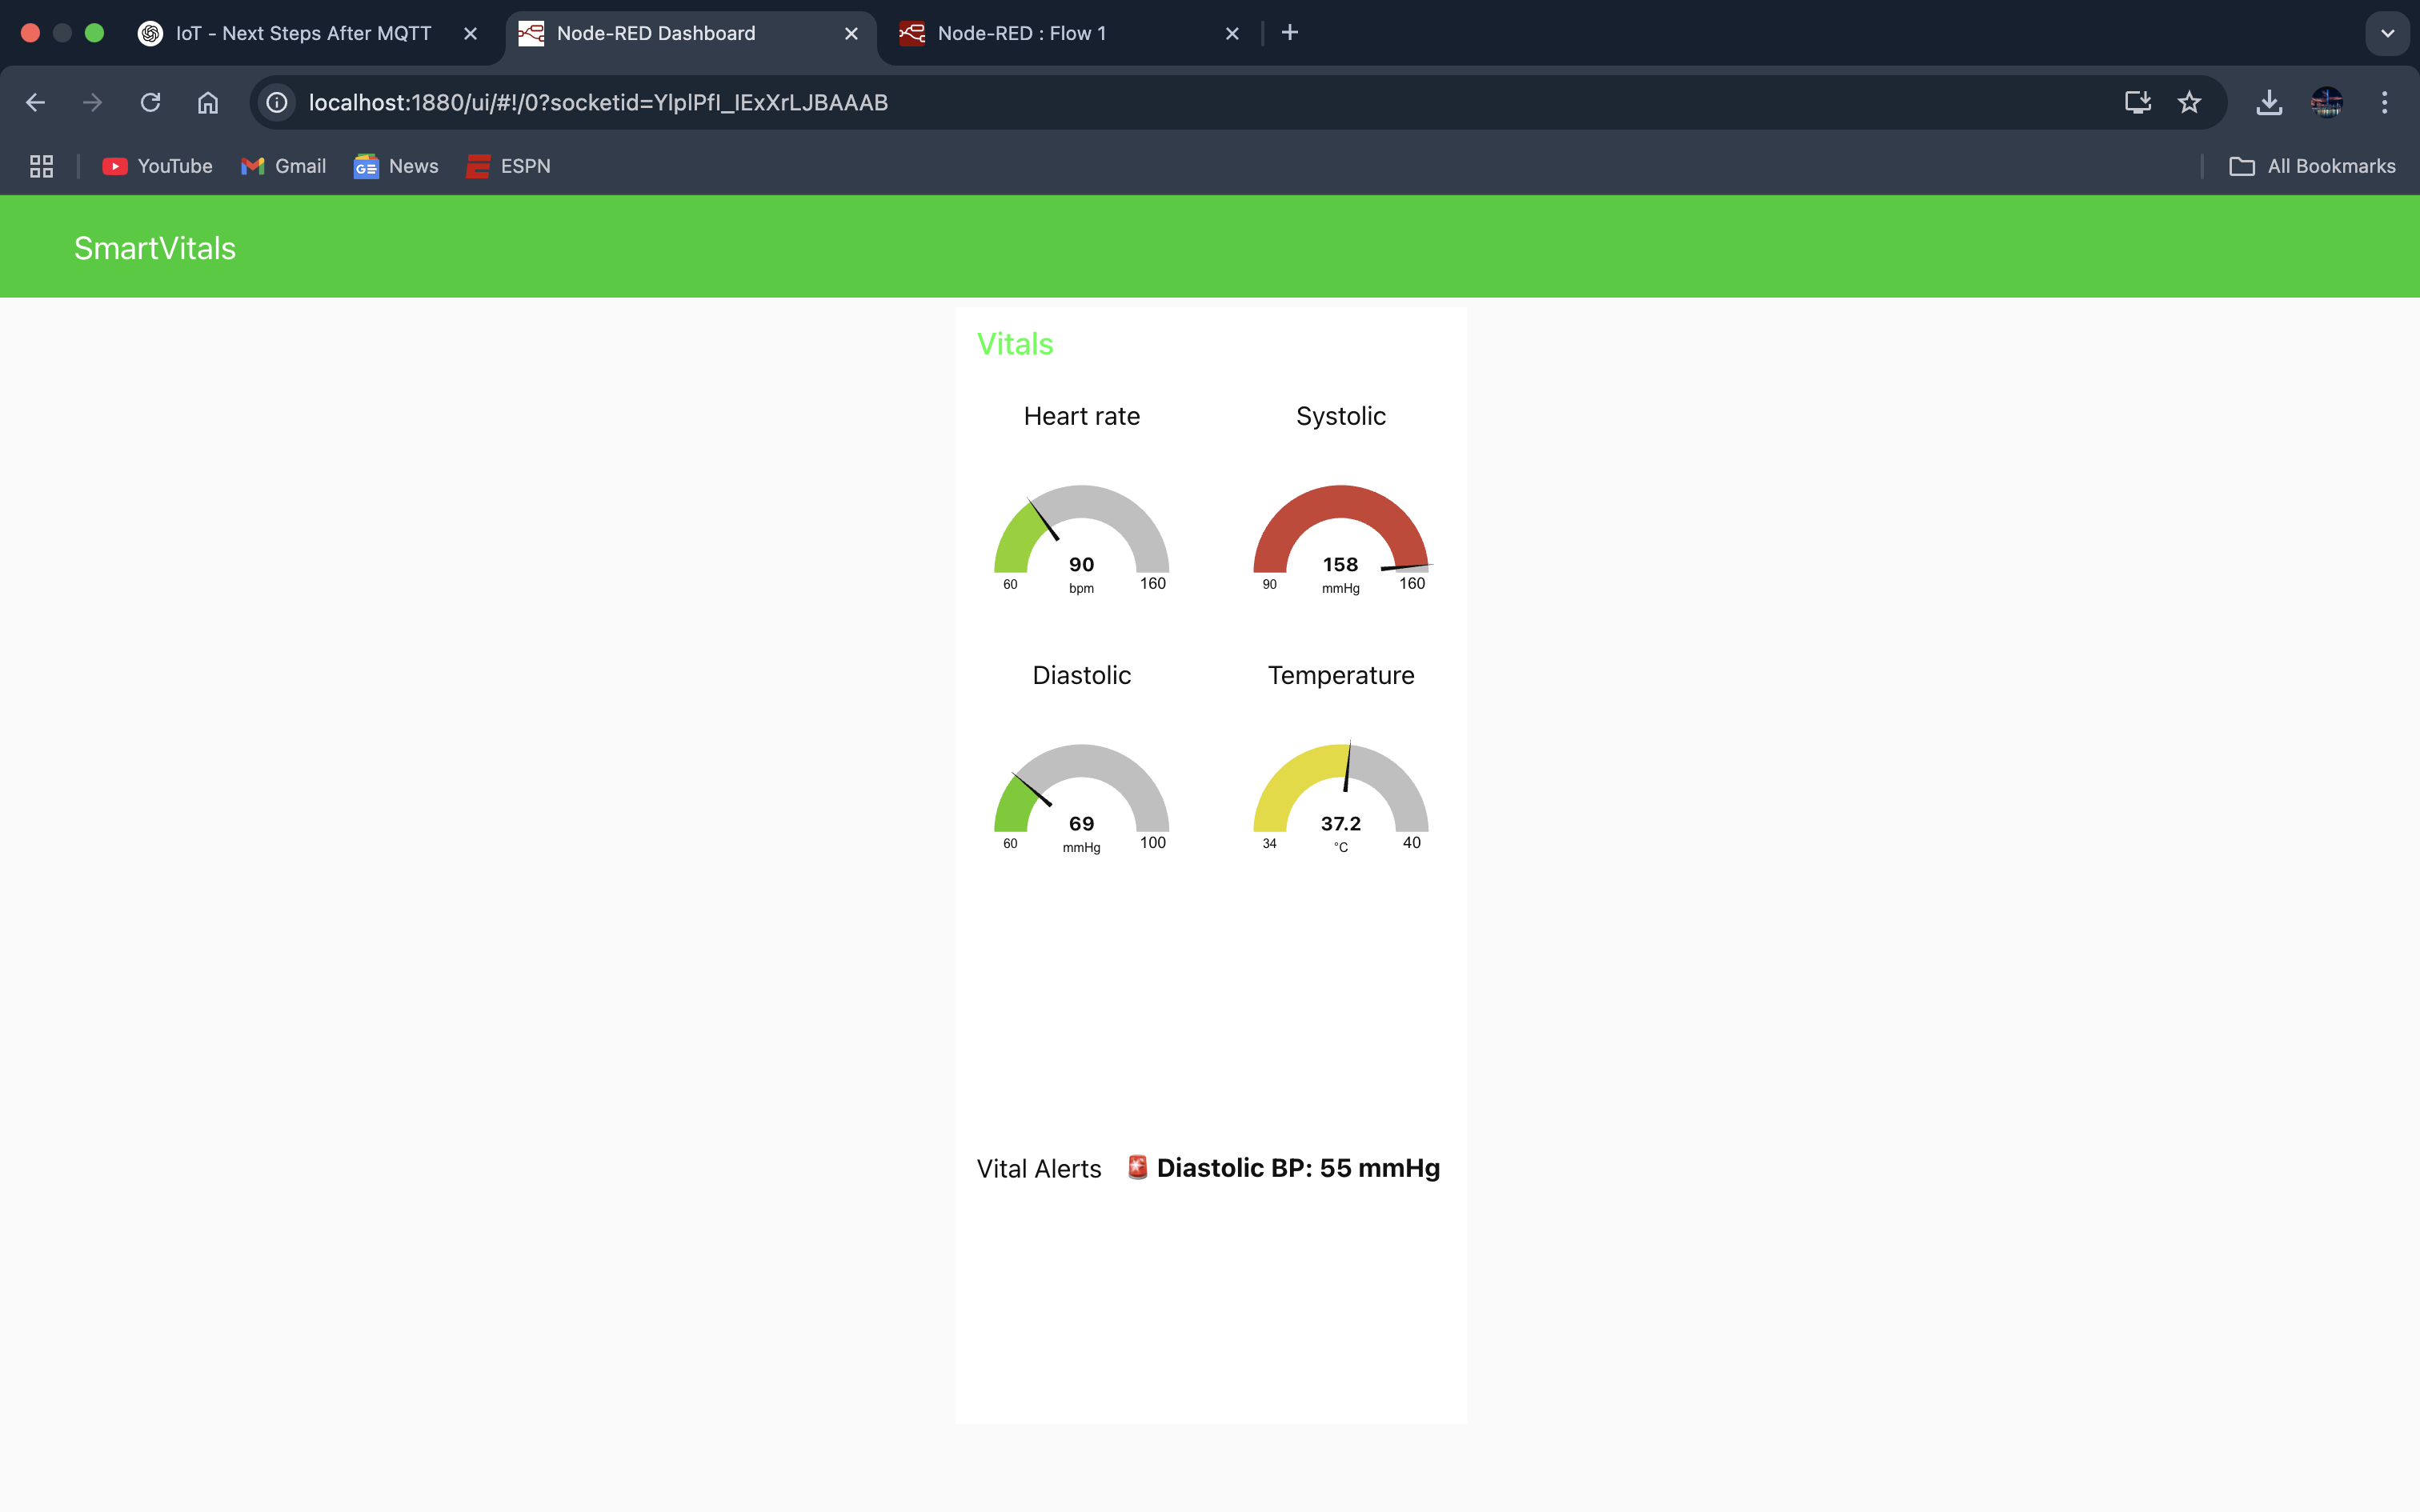 IoT - Next Steps After MQTT
Node-RED Dashboard
Node-RED : Flow 1
localhost:1880/ui/#!/0?socketid=YlplPfI_IExXrLJBAAAB
YouTube
Gmail
News
ESPN
All Bookmarks
SmartVitals
Vitals
Heart rate
90
bpm
60
160
Systolic
158
mmHg
90
160
Diastolic
69
mmHg
60
100
Temperature
37.2
°C
34
40
Vital Alerts 🚨 Diastolic BP: 55 mmHg